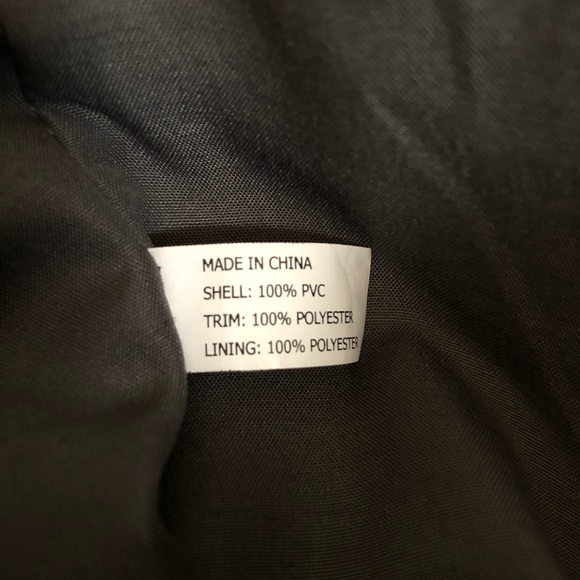 MADE IN CHINA
SHELL: 100% PVC
TRIM: 100% POLYESTER
LINING: 100% POLYESTER